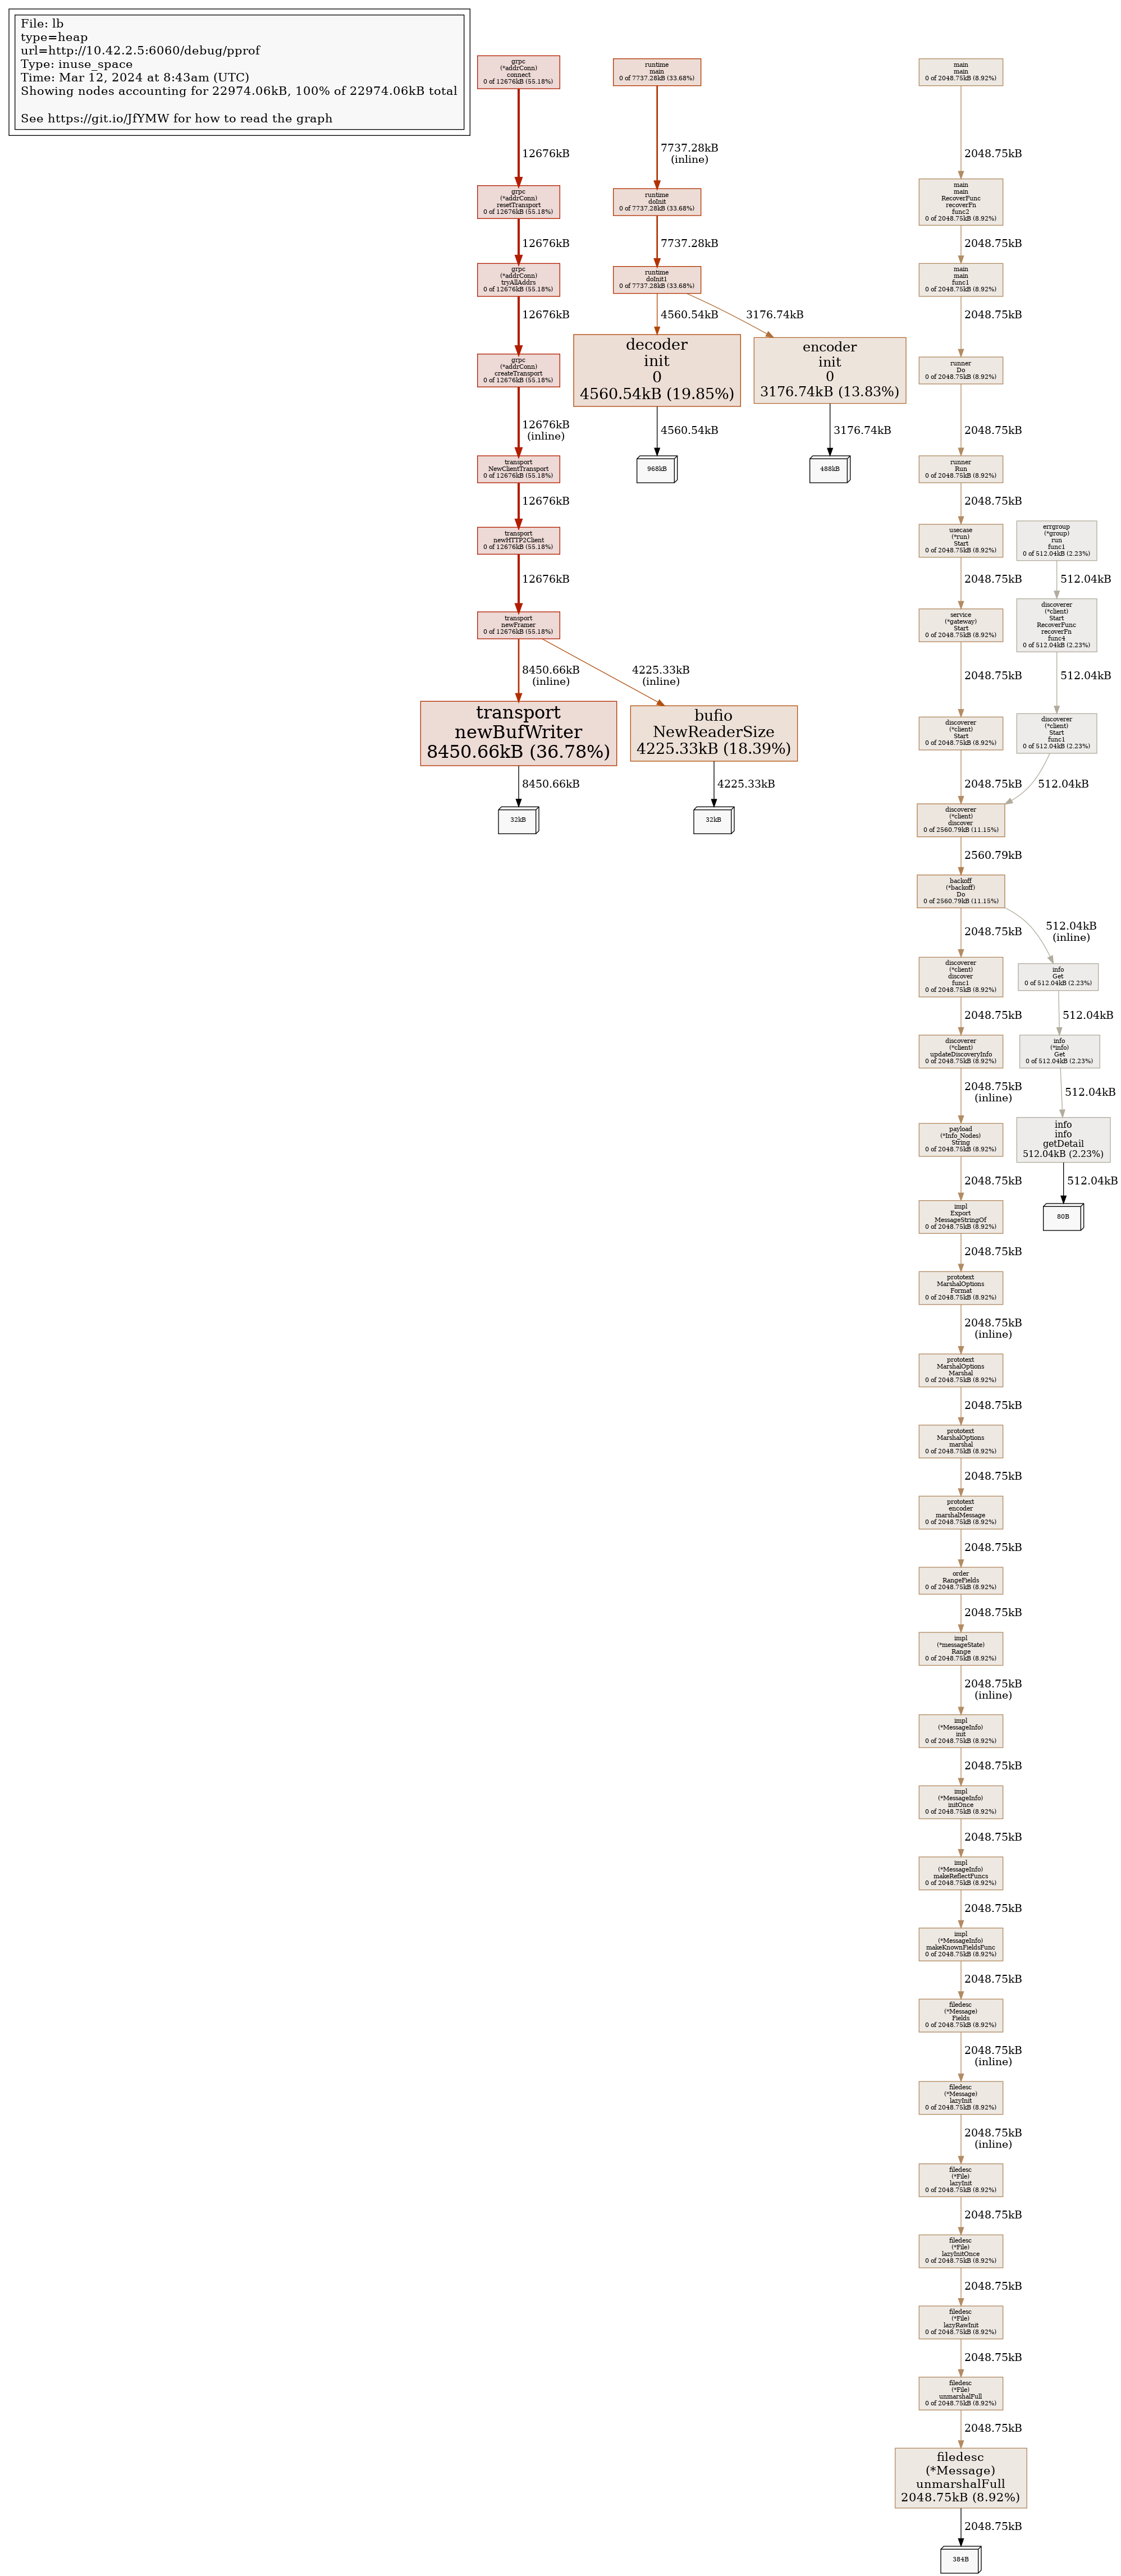 File: lb
type=heap
url=http://10.42.2.5:6060/debug/pprof
Type: inuse_space
Time: Mar 12, 2024 at 8:43am (UTC)
Showing nodes accounting for 22974.06kB, 100% of 22974.06kB total
See https://git.io/JfYMW for how to read the graph
grpc
(*addrConn)
connect
0 of 12676kB (55.18%)
12676kB
grpc
(*addrConn)
resetTransport
0 of 12676kB (55.18%)
12676kB
grpc
(*addrConn)
tryAllAddrs
0 of 12676kB (55.18%)
12676kB
grpc
(*addrConn)
createTransport
0 of 12676kB (55.18%)
12676kB
(inline)
transport
NewClientTransport
0 of 12676kB (55.18%)
12676kB
transport
newHTTP2Client
0 of 12676kB (55.18%)
12676kB
transport
newFramer
0 of 12676kB (55.18%)
8450.66kB
(inline)
4225.33kB
(inline)
transport
newBufWriter
8450.66kB (36.78%)
8450.66kB
32kB
bufio
NewReaderSize
4225.33kB (18.39%)
4225.33kB
32kB
runtime
main
0 of 7737.28kB (33.68%)
7737.28kB
(inline)
runtime
doInit
0 of 7737.28kB (33.68%)
7737.28kB
runtime
doInit1
0 of 7737.28kB (33.68%)
4560.54kB
3176.74kB
decoder
init
0
4560.54kB (19.85%)
4560.54kB
968kB
encoder
init
0
3176.74kB (13.83%)
3176.74kB
488kB
main
main
0 of 2048.75kB (8.92%)
2048.75kB
main
main
RecoverFunc
recoverFn
func2
0 of 2048.75kB (8.92%)
2048.75kB
main
main
func1
0 of 2048.75kB (8.92%)
2048.75kB
runner
Do
0 of 2048.75kB (8.92%)
2048.75kB
runner
Run
0 of 2048.75kB (8.92%)
2048.75kB
usecase
(*run)
Start
0 of 2048.75kB (8.92%)
2048.75kB
service
(*gateway)
Start
0 of 2048.75kB (8.92%)
2048.75kB
discoverer
(*client)
Start
0 of 2048.75kB (8.92%)
2048.75kB
errgroup
(*group)
run
func1
0 of 512.04kB (2.23%)
512.04kB
discoverer
(*client)
Start
RecoverFunc
recoverFn
func4
0 of 512.04kB (2.23%)
512.04kB
discoverer
(*client)
Start
func1
0 of 512.04kB (2.23%)
512.04kB
discoverer
(*client)
discover
0 of 2560.79kB (11.15%)
2560.79kB
backoff
(*backoff)
Do
0 of 2560.79kB (11.15%)
2048.75kB
512.04kB
(inline)
info
Get
0 of 512.04kB (2.23%)
512.04kB
info
(*info)
Get
0 of 512.04kB (2.23%)
512.04kB
info
info
getDetail
512.04kB (2.23%)
512.04kB
80B
discoverer
(*client)
discover
func1
0 of 2048.75kB (8.92%)
2048.75kB
discoverer
(*client)
updateDiscoveryInfo
0 of 2048.75kB (8.92%)
2048.75kB
(inline)
payload
(*Info_Nodes)
String
0 of 2048.75kB (8.92%)
2048.75kB
impl
Export
MessageStringOf
0 of 2048.75kB (8.92%)
2048.75kB
prototext
MarshalOptions
Format
0 of 2048.75kB (8.92%)
2048.75kB
(inline)
prototext
MarshalOptions
Marshal
0 of 2048.75kB (8.92%)
2048.75kB
prototext
MarshalOptions
marshal
0 of 2048.75kB (8.92%)
2048.75kB
prototext
encoder
marshalMessage
0 of 2048.75kB (8.92%)
2048.75kB
order
RangeFields
0 of 2048.75kB (8.92%)
2048.75kB
impl
(*messageState)
Range
0 of 2048.75kB (8.92%)
2048.75kB
(inline)
impl
(*MessageInfo)
init
0 of 2048.75kB (8.92%)
2048.75kB
impl
(*MessageInfo)
initOnce
0 of 2048.75kB (8.92%)
2048.75kB
impl
(*MessageInfo)
makeReflectFuncs
0 of 2048.75kB (8.92%)
2048.75kB
impl
(*MessageInfo)
makeKnownFieldsFunc
0 of 2048.75kB (8.92%)
2048.75kB
filedesc
(*Message)
Fields
0 of 2048.75kB (8.92%)
2048.75kB
(inline)
filedesc
(*Message)
lazyInit
0 of 2048.75kB (8.92%)
2048.75kB
(inline)
filedesc
(*File)
lazyInit
0 of 2048.75kB (8.92%)
2048.75kB
filedesc
(*File)
lazyInitOnce
0 of 2048.75kB (8.92%)
2048.75kB
filedesc
(*File)
lazyRawInit
0 of 2048.75kB (8.92%)
2048.75kB
filedesc
(*File)
unmarshalFull
0 of 2048.75kB (8.92%)
2048.75kB
filedesc
(*Message)
unmarshalFull
2048.75kB (8.92%)
2048.75kB
384B